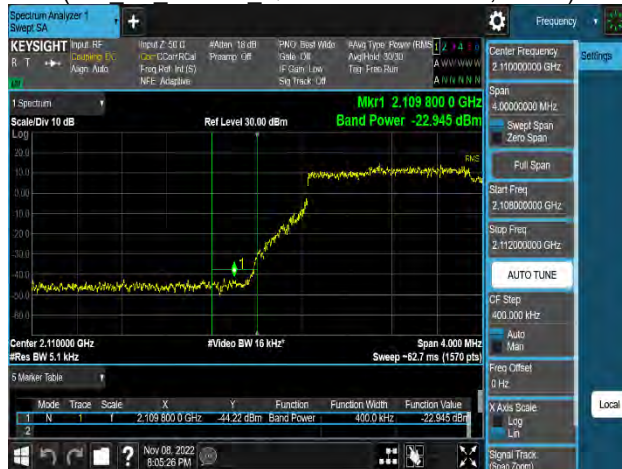 Spectrum Analyzer 1
Swept SA
Frequency
KEYSIGHT
Input: RF
Input Z: 50 Ω
#Atten: 18 dB
PNO: Best Wide
#Avg Type: Power (RMS
1 2 3 4 5 6
R T
Coupling: DC
Corr CCorr RCal
Preamp: Off
Gate: Off
Avg|Hold: 30/30
A W W W W W
Align: Auto
Freq Ref: Int (S)
IF Gain: Low
Trig: Free Run
NFE: Adaptive
Sig Track: Off
A N N N N N
1 Spectrum
Mkr1 2.109 800 0 GHz
Scale/Div 10 dB
Ref Level 30.00 dBm
Band Power -22.945 dBm
Log
RMS
20.0
10.0
0.00
-10.0
-20.0
-30.0
-40.0
-50.0
-60.0
1
Center 2.110000 GHz
#Video BW 16 kHz*
Span 4.000 MHz
#Res BW 5.1 kHz
Sweep ~62.7 ms (1570 pts)
5 Marker Table
Mode Trace Scale X Y Function Function Width Function Value
1 N 1 f 2.109 800 0 GHz -44.22 dBm Band Power 400.0 kHz -22.945 dBm
2
Nov 08, 2022
8:05:26 PM
Center Frequency
2.110000000 GHz
Settings
Span
4.00000000 MHz
Swept Span
Zero Span
Full Span
Start Freq
2.108000000 GHz
Stop Freq
2.112000000 GHz
AUTO TUNE
CF Step
400.000 kHz
Auto
Man
Freq Offset
0 Hz
X Axis Scale
Log
Lin
Local
Signal Track
(Span Zoom)